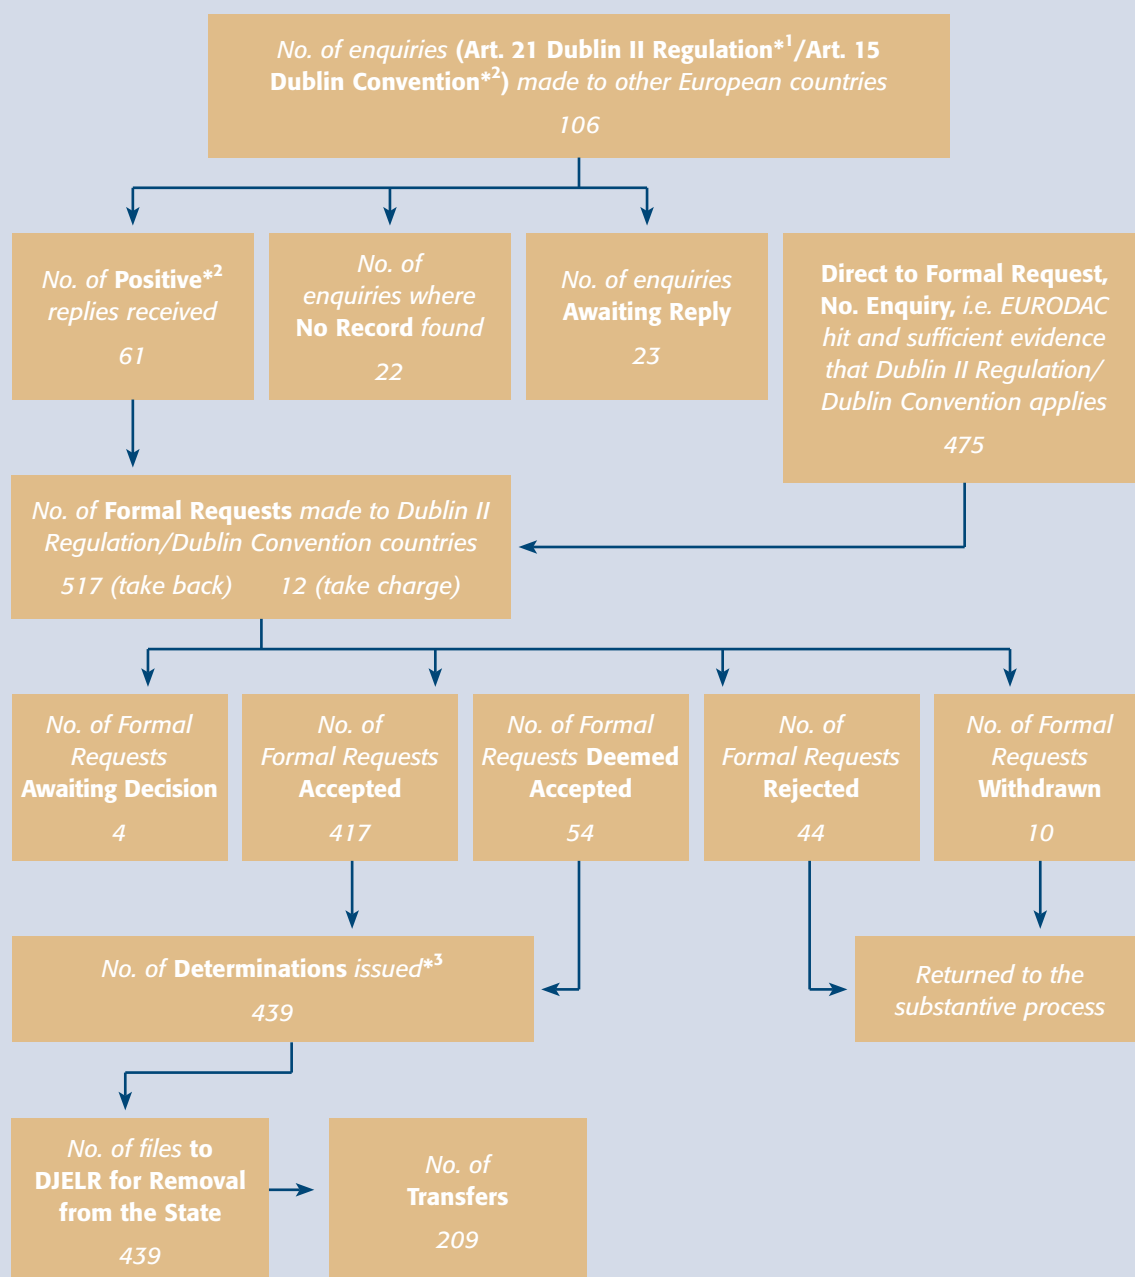 No. of enquiries (Art. 21 Dublin II Regulation*1/Art. 15
Dublin Convention*2) made to other European countries
106
No. of Positive*2
replies received
61
No. of
enquiries where
No Record found
22
No. of enquiries
Awaiting Reply
23
Direct to Formal Request,
No. Enquiry, i.e. EURODAC
hit and sufficient evidence
that Dublin II Regulation/
Dublin Convention applies
475
No. of Formal Requests made to Dublin II
Regulation/Dublin Convention countries
517 (take back) 12 (take charge)
No. of Formal
Requests
Awaiting Decision
4
No. of
Formal Requests
Accepted
417
No. of Formal
Requests Deemed
Accepted
54
No. of
Formal Requests
Rejected
44
No. of Formal
Requests
Withdrawn
10
No. of Determinations issued*3
439
Returned to the
substantive process
No. of files to
DJELR for Removal
from the State
439
No. of
Transfers
209